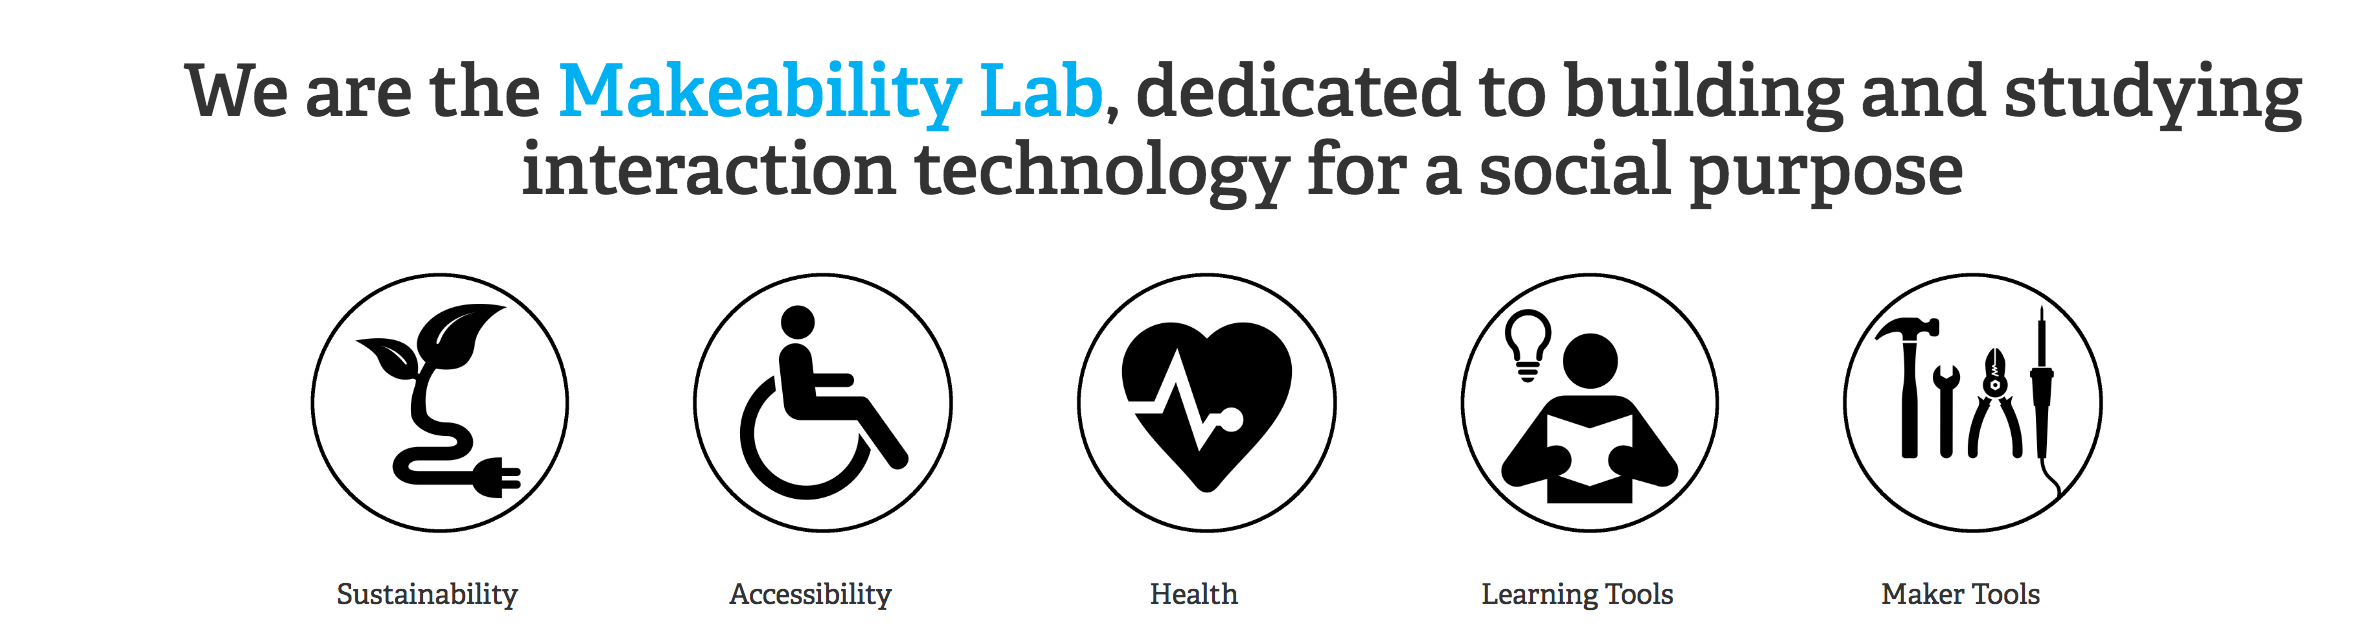 We are the Makeability Lab, dedicated to building and studying
interaction technology for a social purpose
Sustainability
Accessibility
Health
Learning Tools
Maker Tools